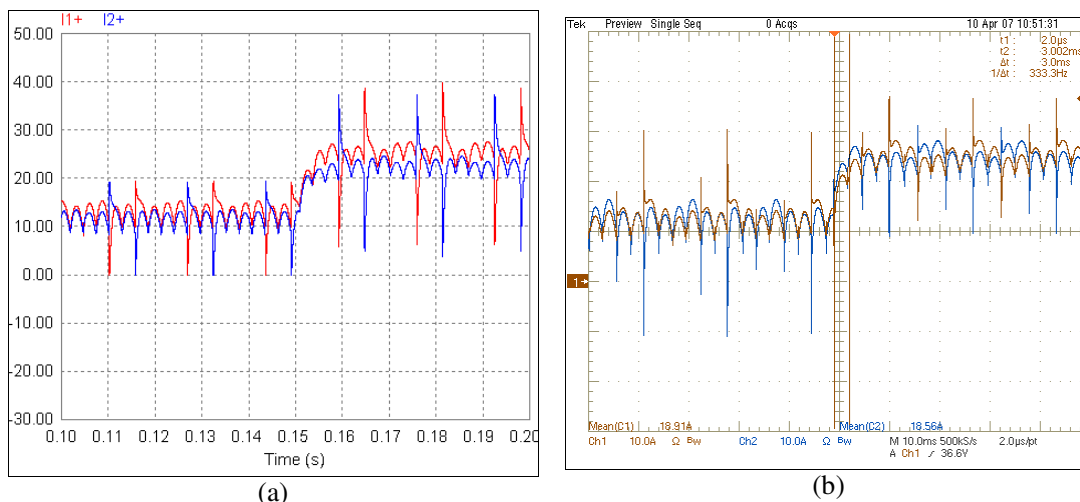 I1+ I2+
50.00
40.00
30.00
20.00
10.00
0.00
-10.00
-20.00
-30.00
0.10 0.11 0.12 0.13 0.14 0.15 0.16 0.17 0.18 0.19 0.20
Time (s)
(a)
Tek Preview Single Seq 0 Acqs 10 Apr 07 10:51:31
t1 : 2.0µs
t2 : 3.002ms
Δt : 3.0ms
1/Δt : 333.3Hz
1
Mean(C1) 18.91A Mean(C2) 18.56A
Ch1 10.0A Ω Bw Ch2 10.0A Ω Bw M 10.0ms 500kS/s 2.0µs/pt
A Ch1 ⁄ 36.6V
(b)